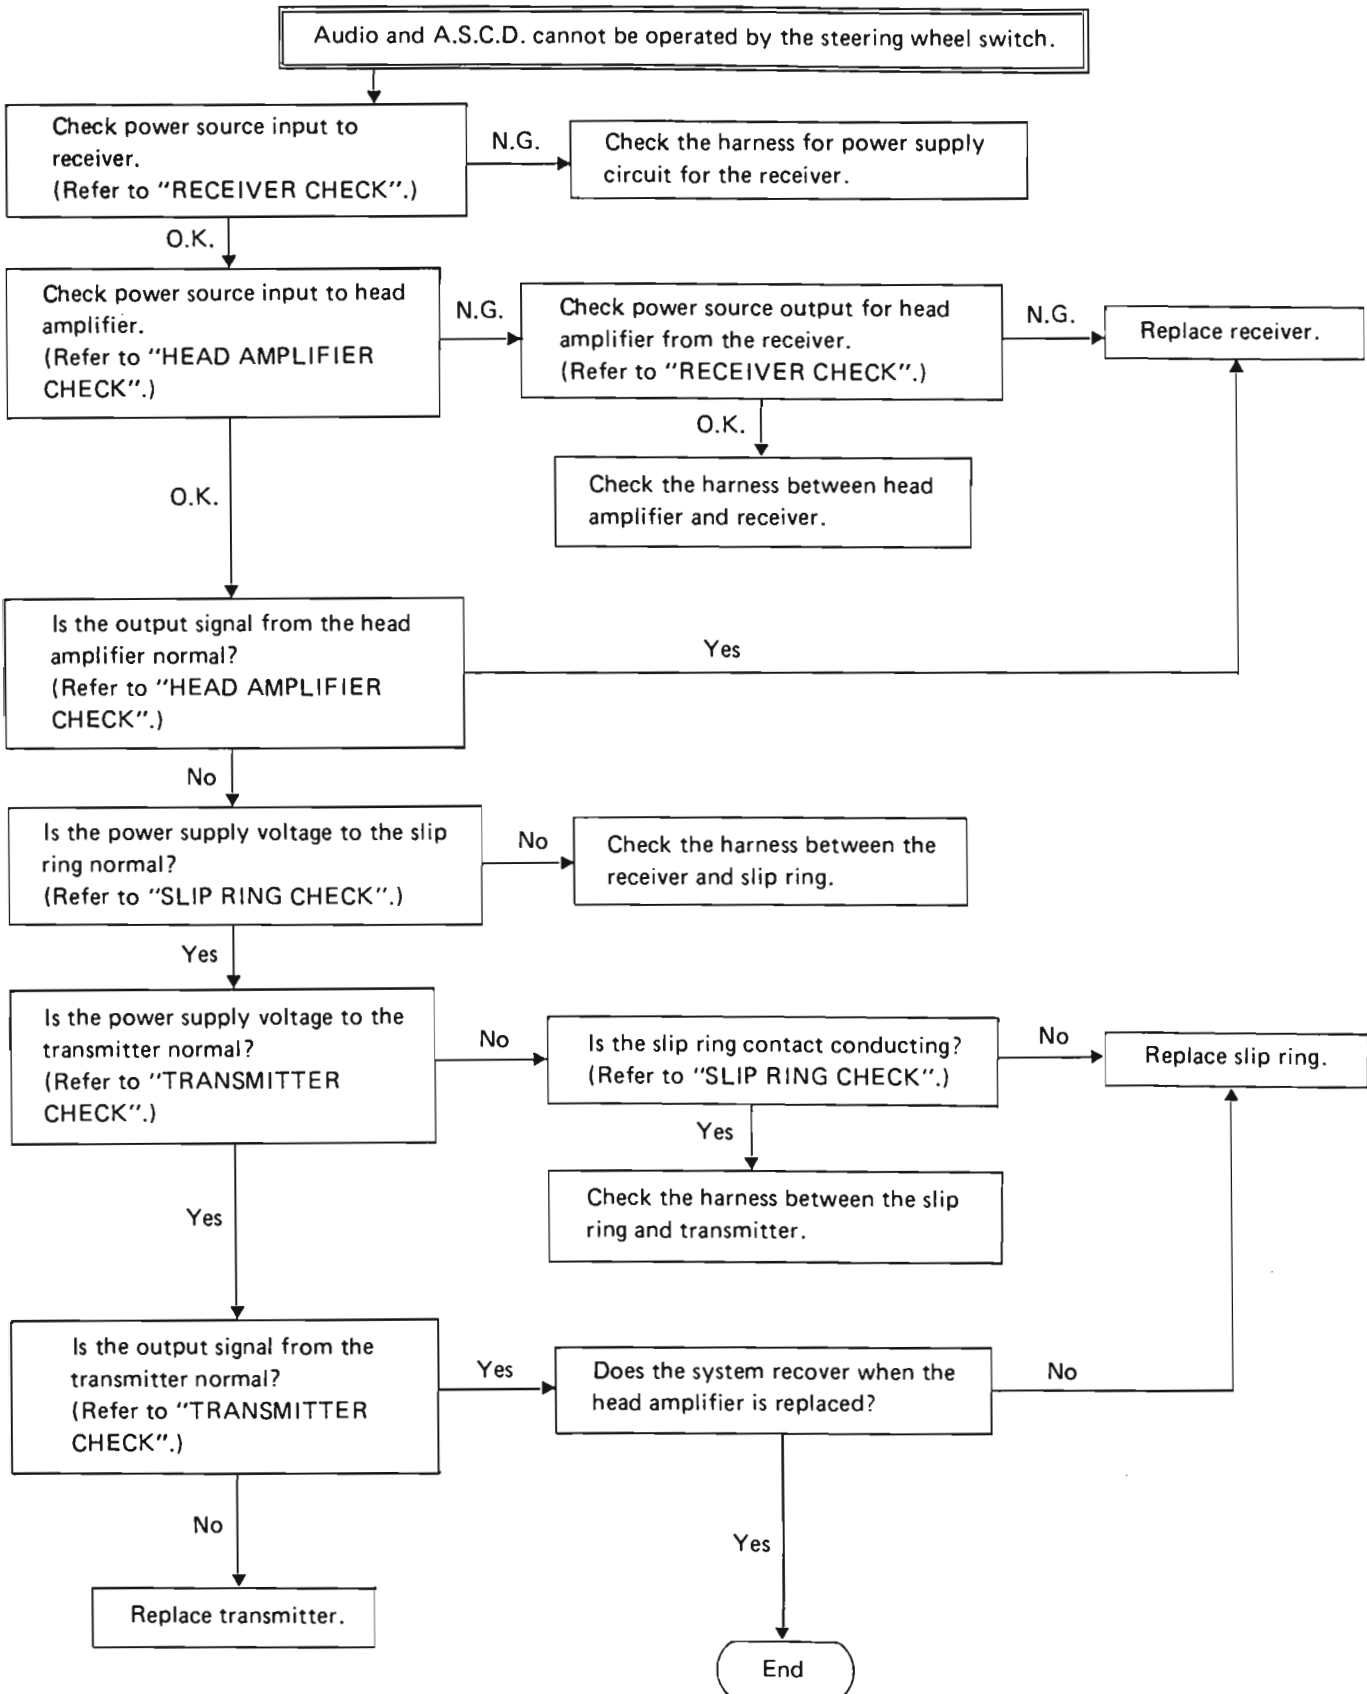 Audio and A.S.C.D. cannot be operated by the steering wheel switch.
Check power source input to
receiver.
(Refer to "RECEIVER CHECK".)
N.G.
Check the harness for power supply
circuit for the receiver.
O.K.
Check power source input to head
amplifier.
(Refer to "HEAD AMPLIFIER
CHECK".)
N.G.
Check power source output for head
amplifier from the receiver.
(Refer to "RECEIVER CHECK".)
N.G.
Replace receiver.
O.K.
Check the harness between head
amplifier and receiver.
O.K.
Is the output signal from the head
amplifier normal?
(Refer to "HEAD AMPLIFIER
CHECK".)
Yes
No
Is the power supply voltage to the slip
ring normal?
(Refer to "SLIP RING CHECK".)
No
Check the harness between the
receiver and slip ring.
Yes
Is the power supply voltage to the
transmitter normal?
(Refer to "TRANSMITTER
CHECK".)
No
Is the slip ring contact conducting?
(Refer to "SLIP RING CHECK".)
No
Replace slip ring.
Yes
Check the harness between the slip
ring and transmitter.
Yes
Is the output signal from the
transmitter normal?
(Refer to "TRANSMITTER
CHECK".)
Yes
Does the system recover when the
head amplifier is replaced?
No
No
Yes
Replace transmitter.
End